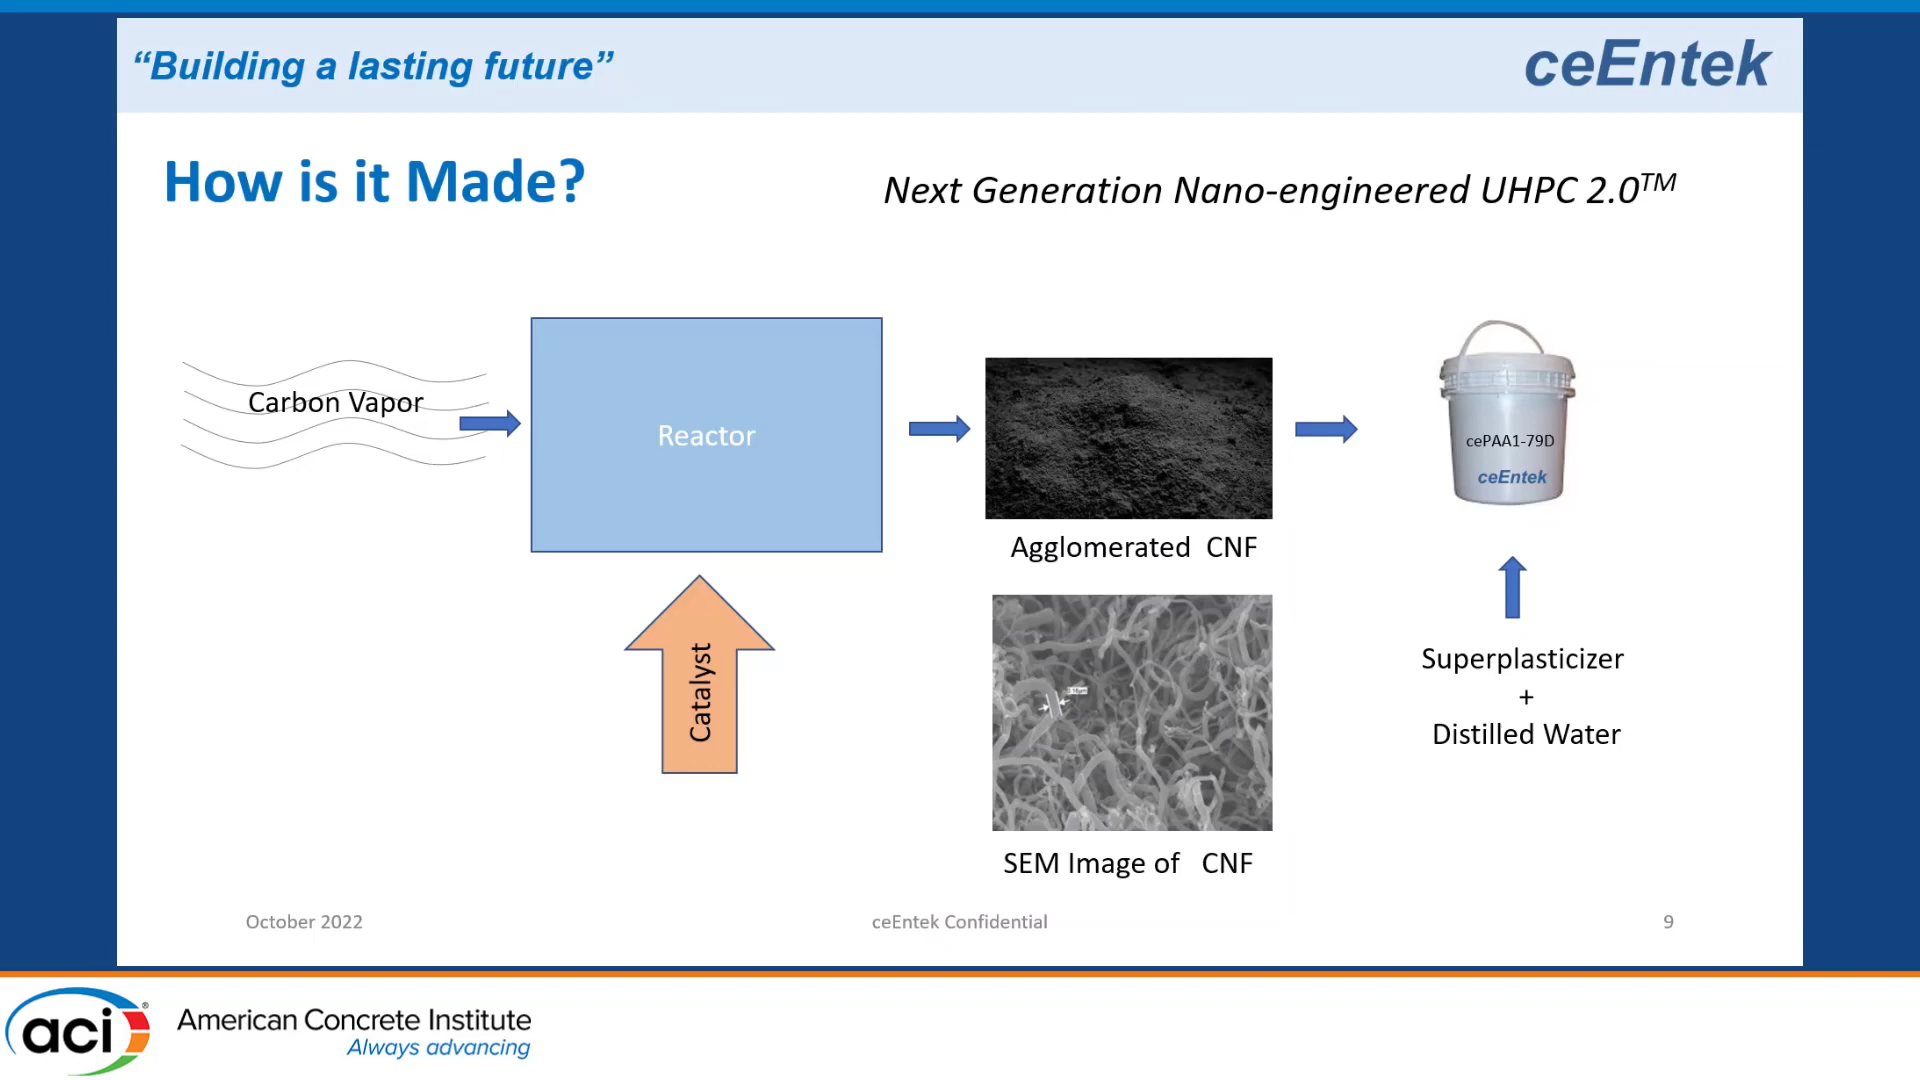 “Building a lasting future”
ceEntek
How is it Made?
Next Generation Nano-engineered UHPC 2.0TM
Carbon Vapor
Reactor
Catalyst
Agglomerated CNF
SEM Image of CNF
cePAA1-79D
ceEntek
Superplasticizer
+
Distilled Water
October 2022
ceEntek Confidential
9
aci®
American Concrete Institute
Always advancing